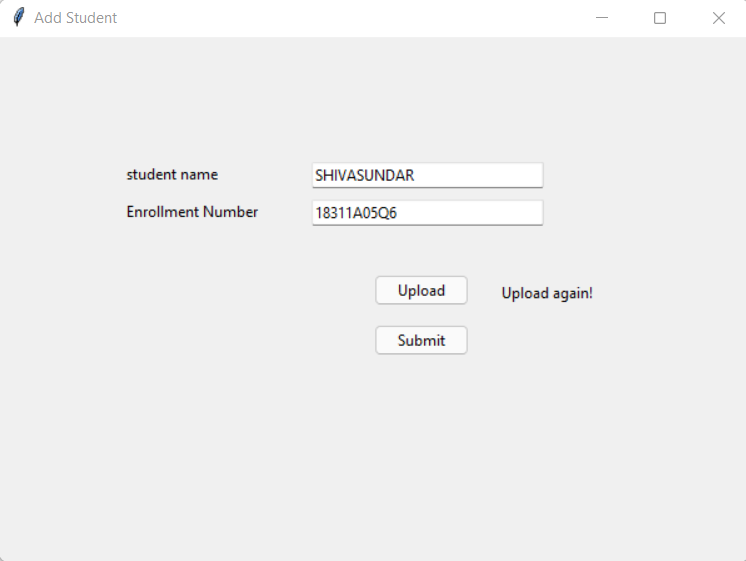 Add Student
student name SHIVASUNDAR
Enrollment Number 18311A05Q6
Upload Upload again!
Submit